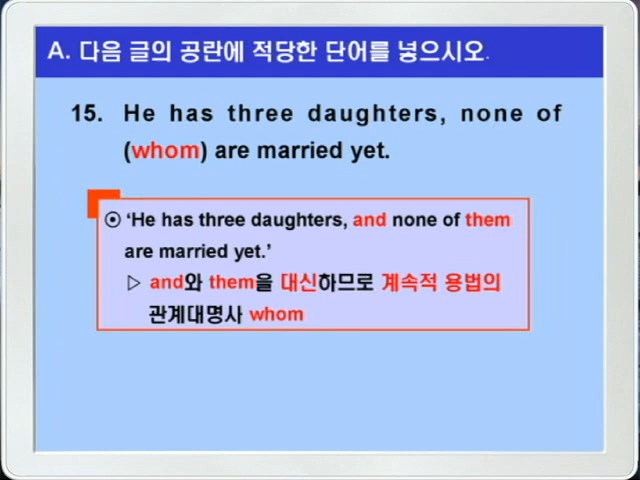 A. 다음 글의 공란에 적당한 단어를 넣으시오.
15. He has three daughters, none of
(whom) are married yet.
⊙ ‘He has three daughters, and none of them
are married yet.’
▷ and와 them을 대신하므로 계속적 용법의
관계대명사 whom